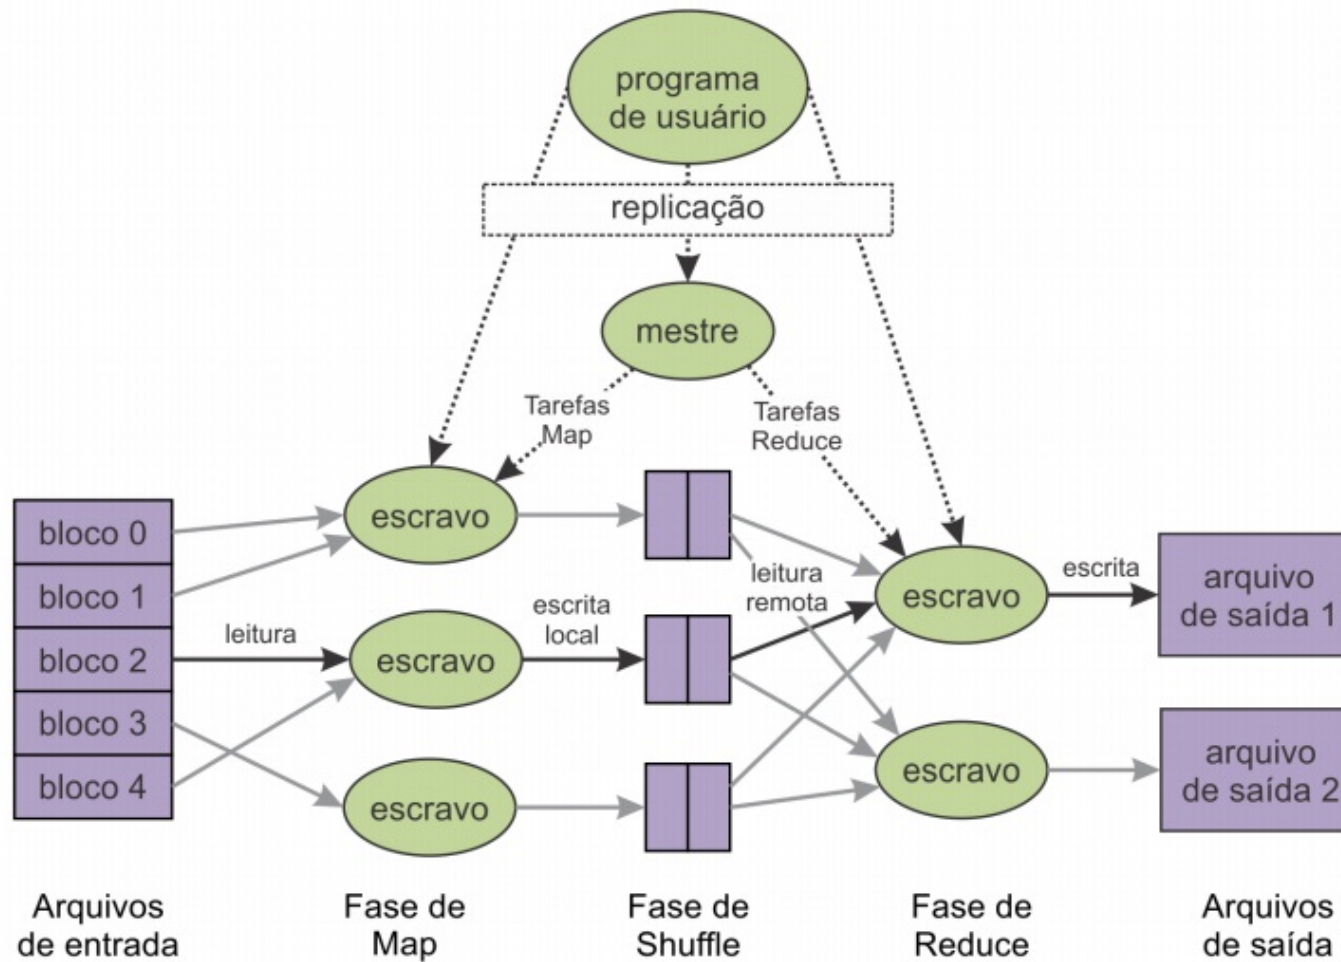 programa
de usuário
replicação
mestre
Tarefas
Map
Tarefas
Reduce
bloco 0
bloco 1
bloco 2
bloco 3
bloco 4
leitura
escravo
escravo
escravo
escrita
local
leitura
remota
escravo
escravo
escrita
arquivo
de saída 1
arquivo
de saída 2
Arquivos
de entrada
Fase de
Map
Fase de
Shuffle
Fase de
Reduce
Arquivos
de saída